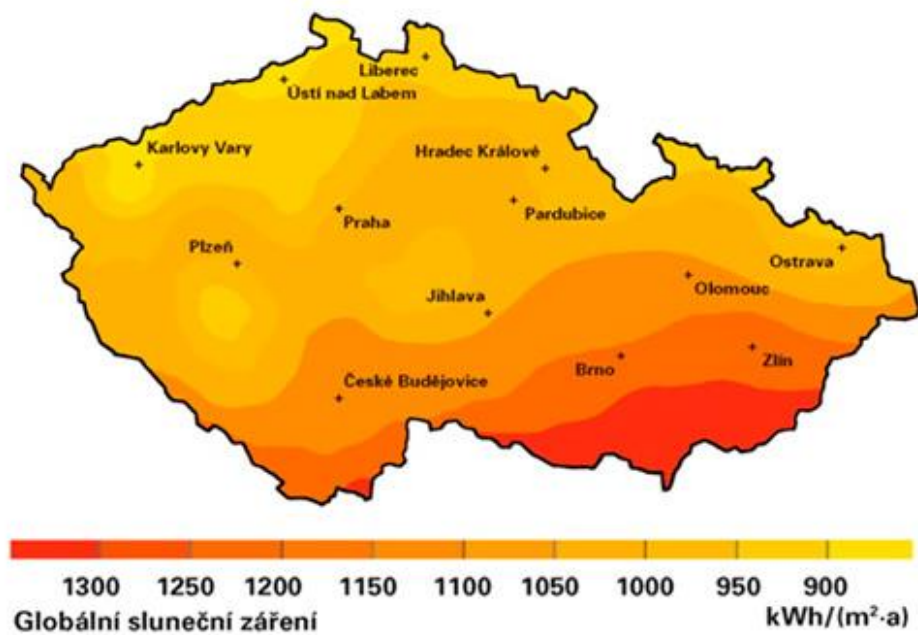 Liberec
Ústí nad Labem
Karlovy Vary
Hradec Králové
Praha
Pardubice
Plzeň
Ostrava
Olomouc
Jihlava
Zlín
Brno
České Budějovice
1300 1250 1200 1150 1100 1050 1000 940 900
Globální sluneční záření kWh/(m²·a)